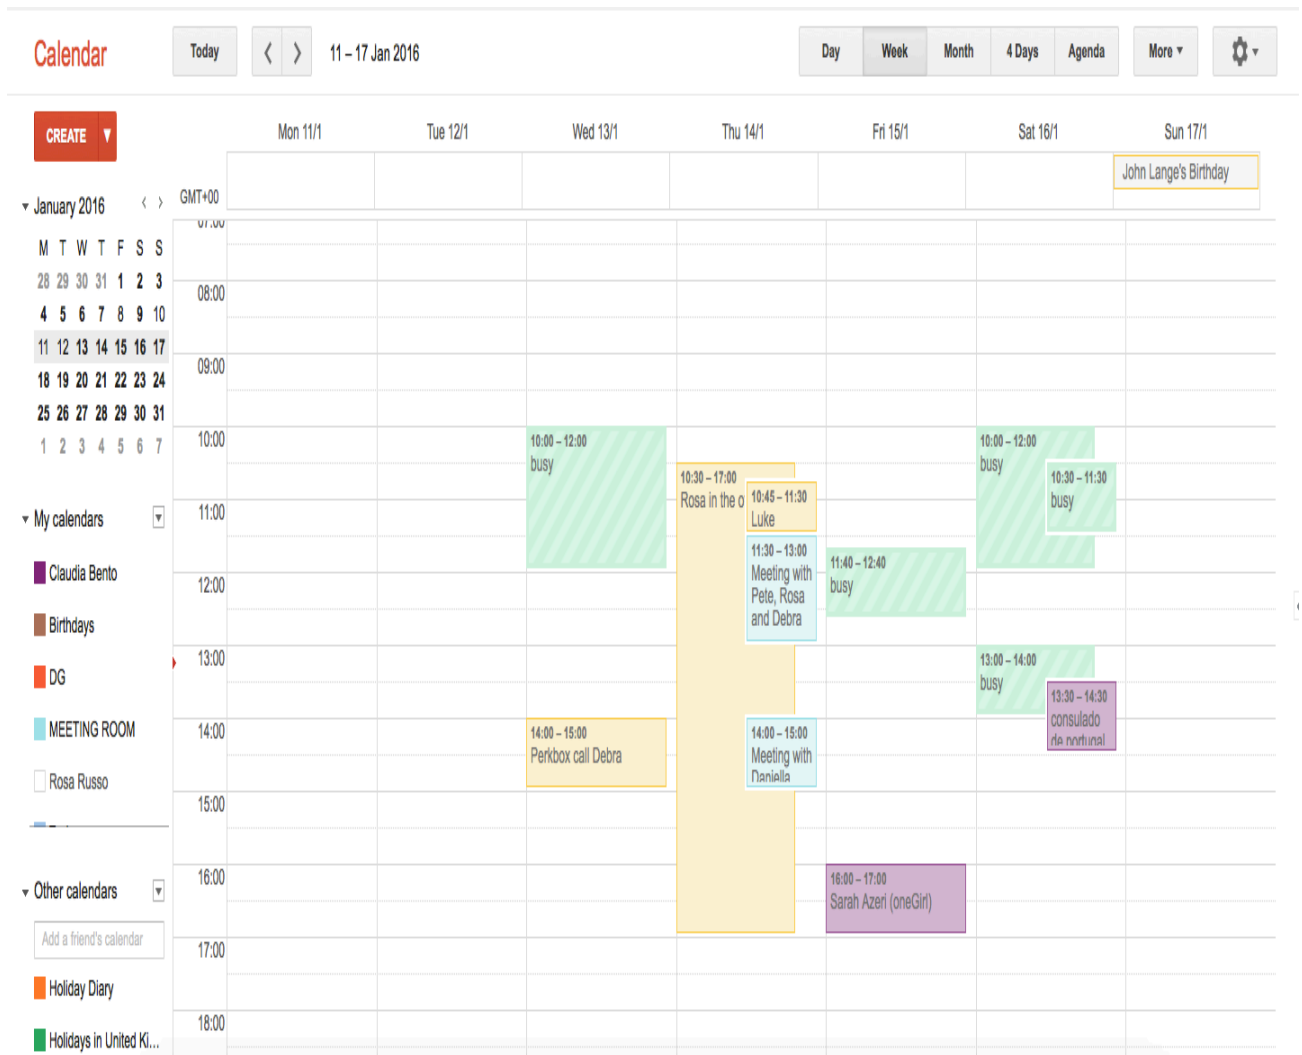 Calendar
Today
11 – 17 Jan 2016
Day
Week
Month
4 Days
Agenda
More
CREATE
Mon 11/1
Tue 12/1
Wed 13/1
Thu 14/1
Fri 15/1
Sat 16/1
Sun 17/1
John Lange's Birthday
GMT+00
January 2016
M T W T F S S
28 29 30 31 1 2 3
4 5 6 7 8 9 10
11 12 13 14 15 16 17
18 19 20 21 22 23 24
25 26 27 28 29 30 31
1 2 3 4 5 6 7
My calendars
Claudia Bento
Birthdays
DG
MEETING ROOM
Rosa Russo
Other calendars
Add a friend's calendar
Holiday Diary
Holidays in United Ki...
07:00
08:00
09:00
10:00
11:00
12:00
13:00
14:00
15:00
16:00
17:00
18:00
10:00 – 12:00
busy
14:00 – 15:00
Perkbox call Debra
10:30 – 17:00
Rosa in the o
10:45 – 11:30
Luke
11:30 – 13:00
Meeting with
Pete, Rosa
and Debra
14:00 – 15:00
Meeting with
Daniella
11:40 – 12:40
busy
16:00 – 17:00
Sarah Azeri (oneGirl)
10:00 – 12:00
busy
10:30 – 11:30
busy
13:00 – 14:00
busy
13:30 – 14:30
consulado
de portugal